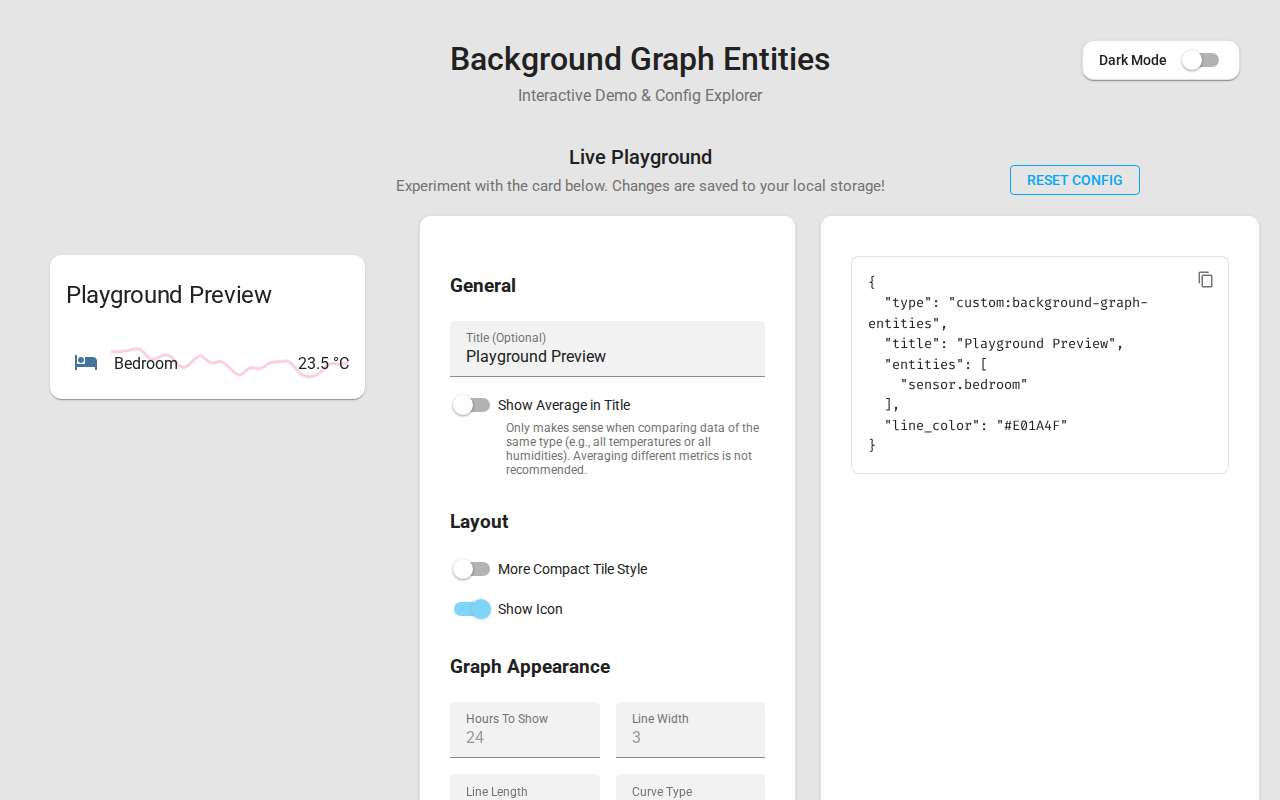 Background Graph Entities
Interactive Demo & Config Explorer
Dark Mode
Live Playground
Experiment with the card below. Changes are saved to your local storage!
RESET CONFIG
Playground Preview
Bedroom
23.5 °C
General
Title (Optional)
Playground Preview
Show Average in Title
Only makes sense when comparing data of the
same type (e.g., all temperatures or all
humidities). Averaging different metrics is not
recommended.
Layout
More Compact Tile Style
Show Icon
Graph Appearance
Hours To Show
24
Line Width
3
Line Length
Curve Type
{
"type": "custom:background-graph-
entities",
"title": "Playground Preview",
"entities": [
"sensor.bedroom"
],
"line_color": "#E01A4F"
}